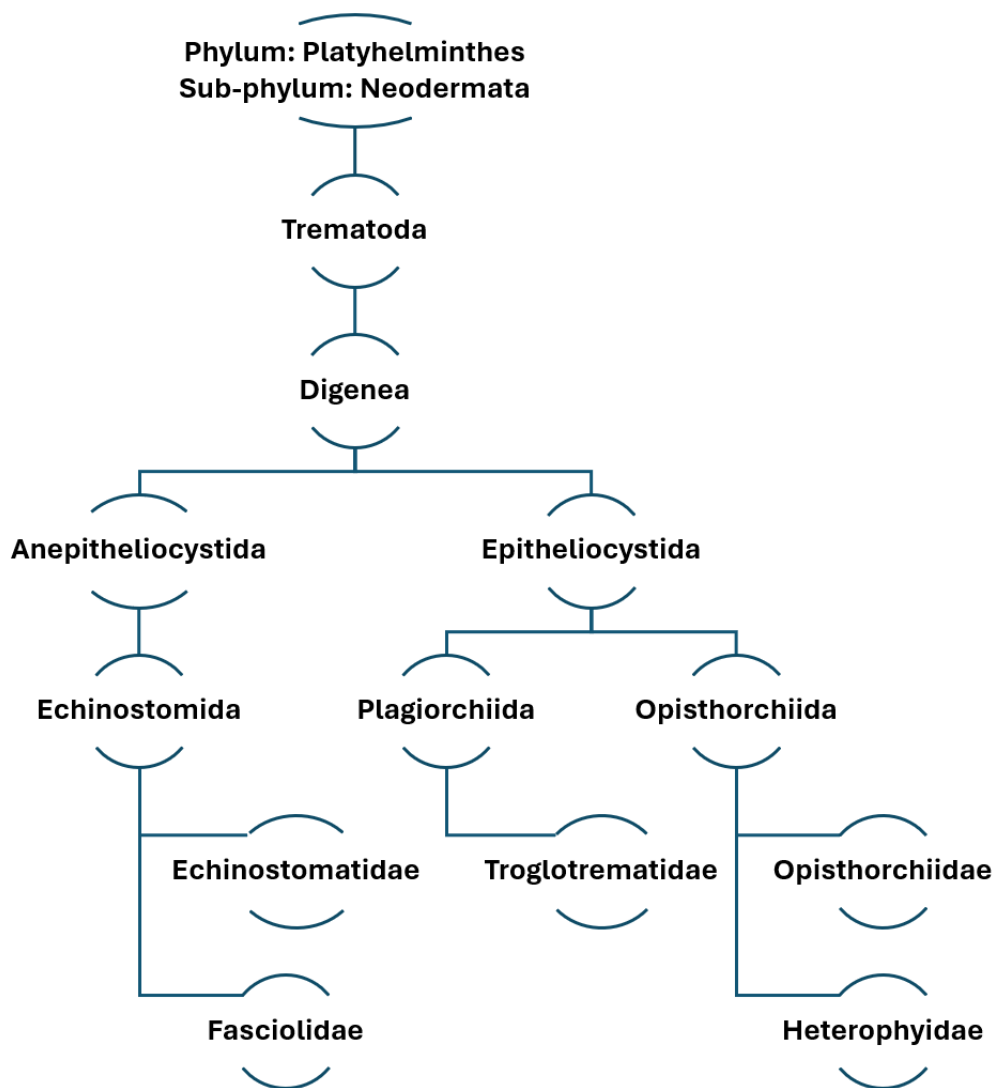 Phylum: Platyhelminthes
Sub-phylum: Neodermata
Trematoda
Digenea
Anepitheliocystida
Epitheliocystida
Echinostomida
Plagiorchiida
Opisthorchiida
Echinostomatidae
Troglotrematidae
Opisthorchiidae
Fasciolidae
Heterophyidae